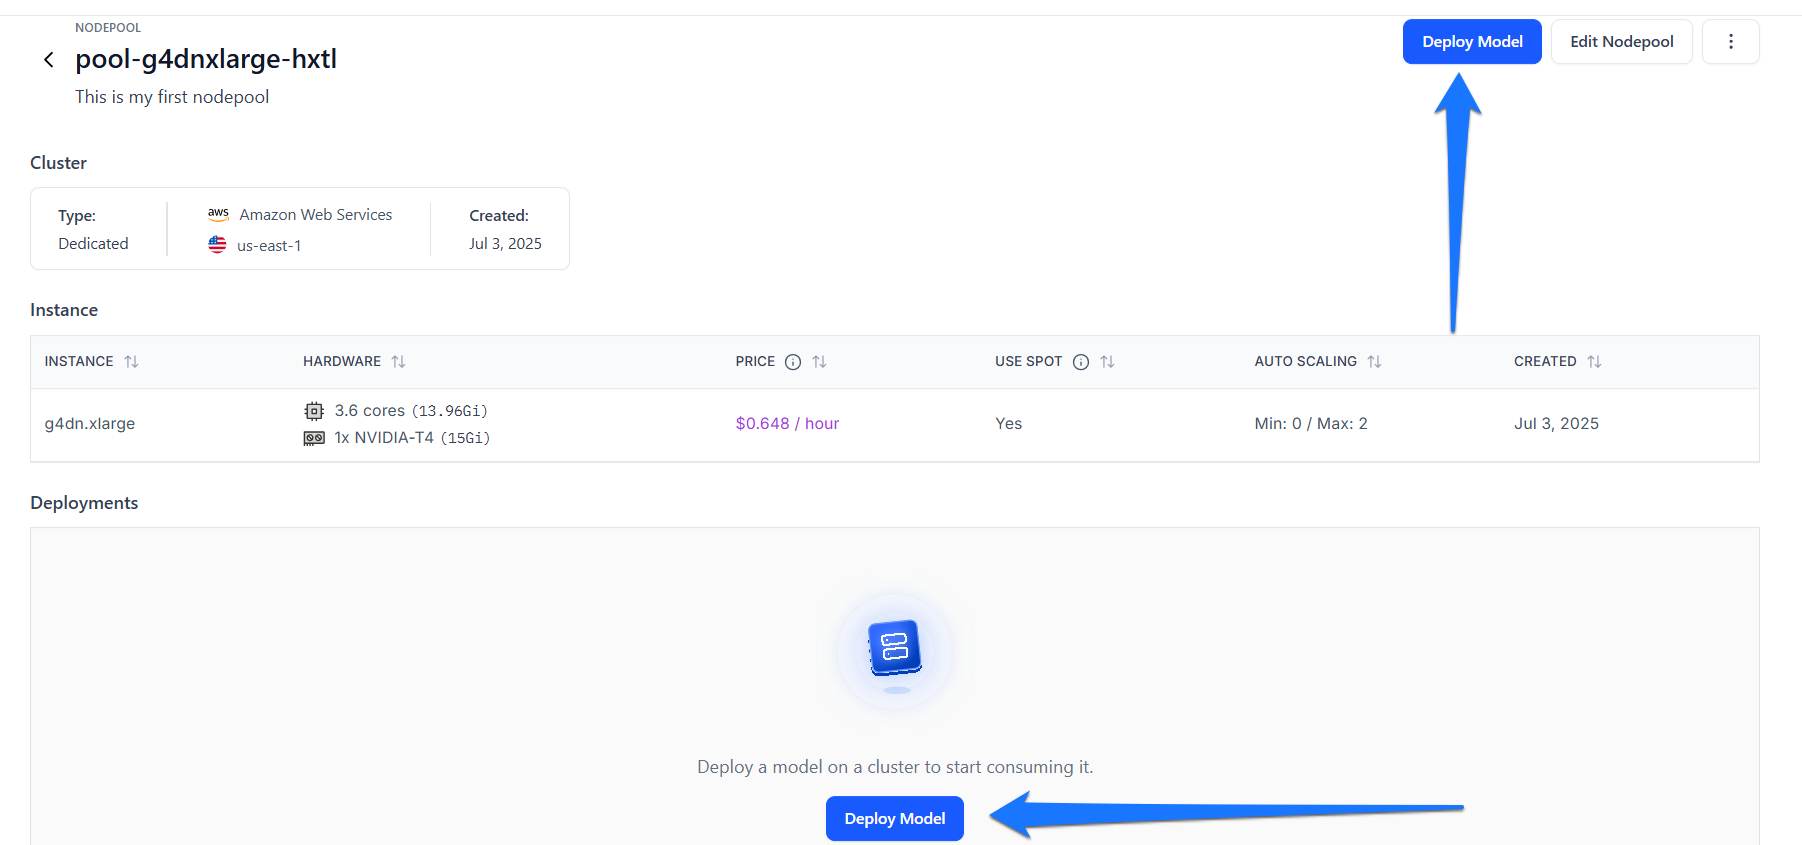 NODEPOOL
pool-g4dnxlarge-hxtl
This is my first nodepool
Deploy Model
Edit Nodepool
Cluster
Type:
Dedicated
aws Amazon Web Services
us-east-1
Created:
Jul 3, 2025
Instance
INSTANCE HARDWARE PRICE USE SPOT AUTO SCALING CREATED
g4dn.xlarge
3.6 cores (13.96Gi)
1x NVIDIA-T4 (15Gi)
$0.648 / hour
Yes
Min: 0 / Max: 2
Jul 3, 2025
Deployments
Deploy a model on a cluster to start consuming it.
Deploy Model